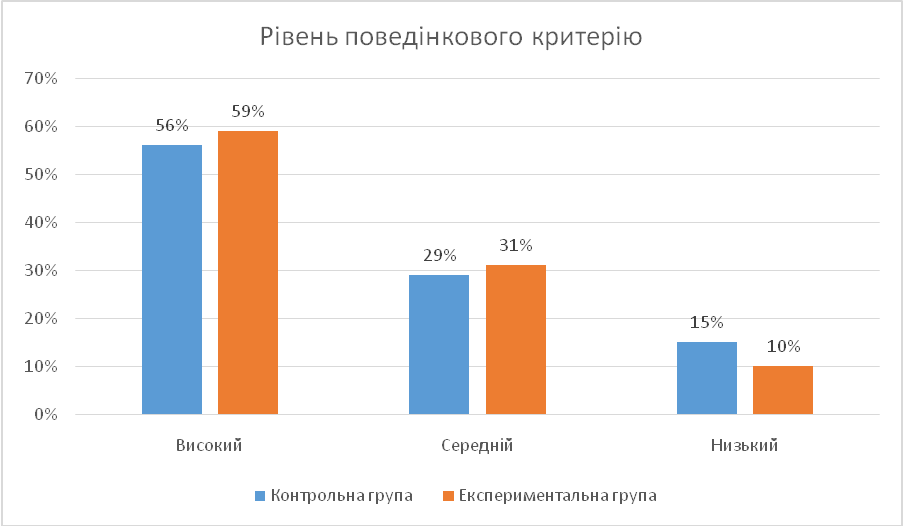 Рівень поведінкового критерію
70%
60%
50%
40%
30%
20%
10%
0%
56%
59%
29%
31%
15%
10%
Високий
Середній
Низький
Контрольна група
Експериментальна група